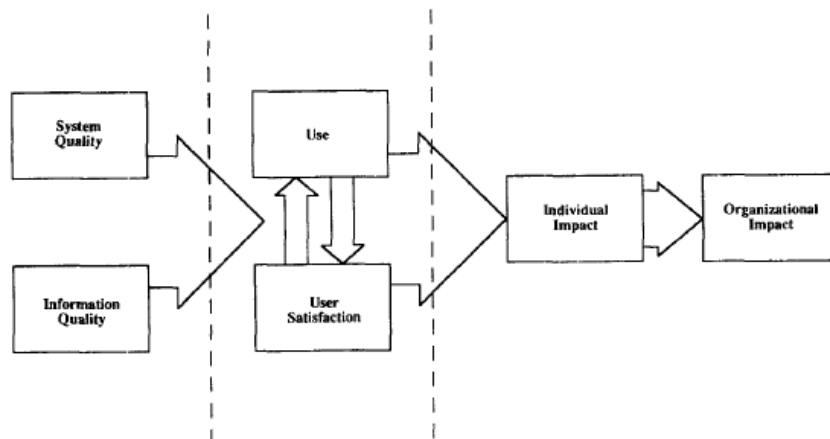 System
Quality
Use
Individual
Impact
Organizational
Impact
Information
Quality
User
Satisfaction